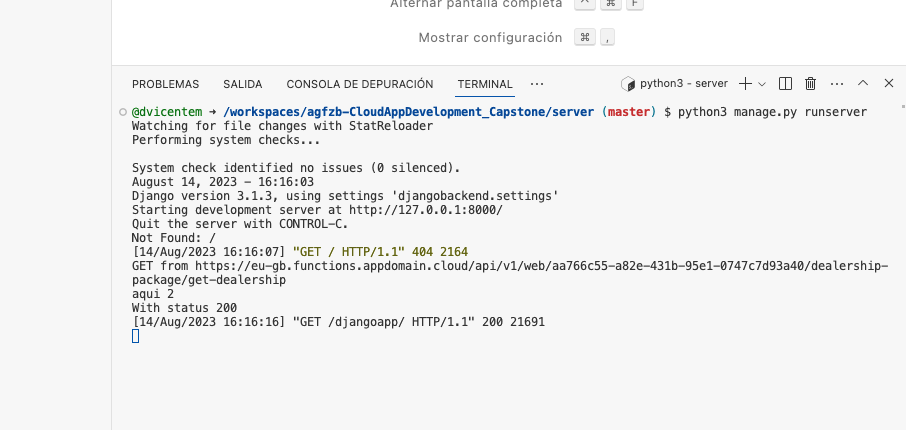 Alternar pantalla completa ^ ⌘ F
Mostrar configuración ⌘ ,
PROBLEMAS SALIDA CONSOLA DE DEPURACIÓN TERMINAL ··· python3 - server
@dvicentem → /workspaces/agfzb-CloudAppDevelopment_Capstone/server (master) $ python3 manage.py runserver
Watching for file changes with StatReloader
Performing system checks...
System check identified no issues (0 silenced).
August 14, 2023 - 16:16:03
Django version 3.1.3, using settings 'djangobackend.settings'
Starting development server at http://127.0.0.1:8000/
Quit the server with CONTROL-C.
Not Found: /
[14/Aug/2023 16:16:07] "GET / HTTP/1.1" 404 2164
GET from https://eu-gb.functions.appdomain.cloud/api/v1/web/aa766c55-a82e-431b-95e1-0747c7d93a40/dealership-
package/get-dealership
aqui 2
With status 200
[14/Aug/2023 16:16:16] "GET /djangoapp/ HTTP/1.1" 200 21691